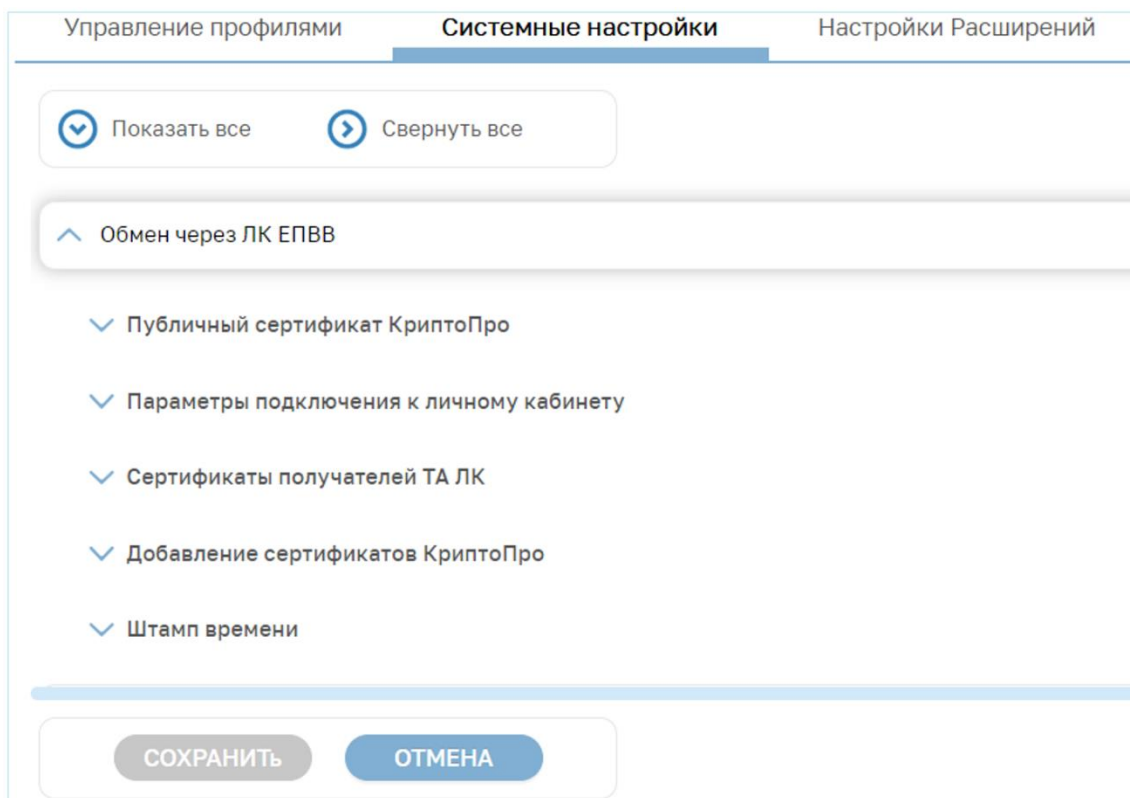 Управление профилями Системные настройки Настройки Расширений
Показать все Свернуть все
Обмен через ЛК ЕПВВ
Публичный сертификат КриптоПро
Параметры подключения к личному кабинету
Сертификаты получателей ТА ЛК
Добавление сертификатов КриптоПро
Штамп времени
СОХРАНИТЬ ОТМЕНА